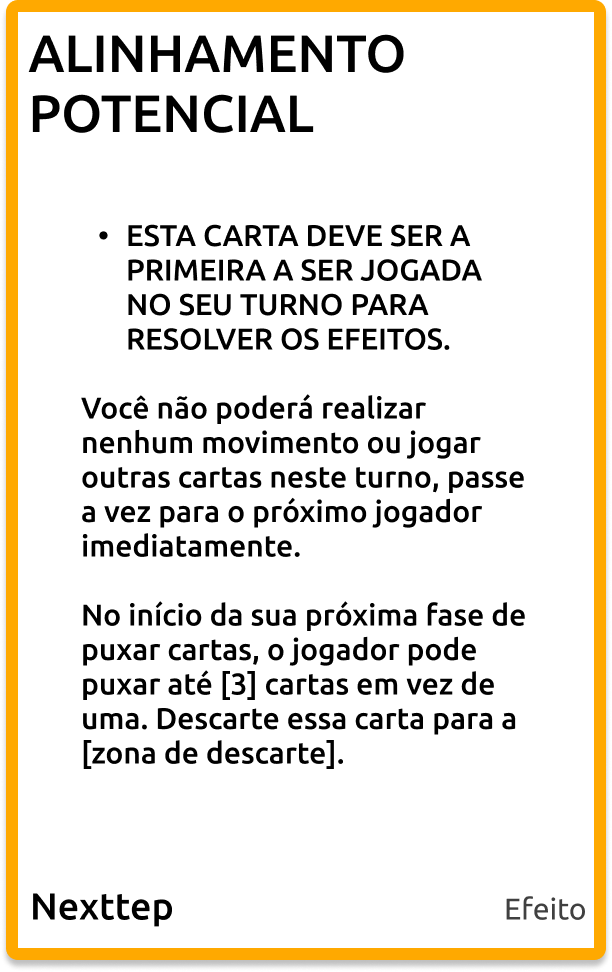 ALINHAMENTO
POTENCIAL
• ESTA CARTA DEVE SER A
PRIMEIRA A SER JOGADA
NO SEU TURNO PARA
RESOLVER OS EFEITOS.
Você não poderá realizar
nenhum movimento ou jogar
outras cartas neste turno, passe
a vez para o próximo jogador
imediatamente.
No início da sua próxima fase de
puxar cartas, o jogador pode
puxar até [3] cartas em vez de
uma. Descarte essa carta para a
[zona de descarte].
Nexttep
Efeito